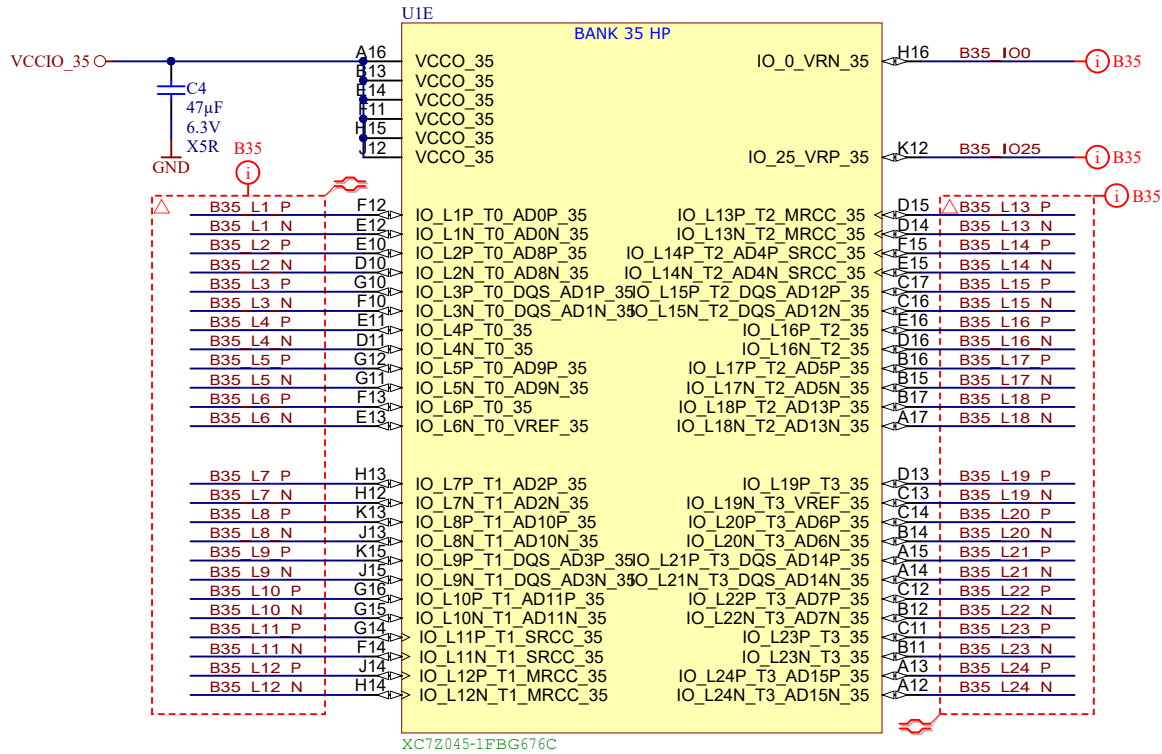 U1E
BANK 35 HP
VCCIO_35
A16 VCCO_35
B13 VCCO_35
E14 VCCO_35
F11 VCCO_35
H15 VCCO_35
J12 VCCO_35
C4
47µF
6.3V
X5R
GND
IO_0_VRN_35 H16 B35_IO0 i B35
IO_25_VRP_35 K12 B35_IO25 i B35
B35
i
i B35
B35_L1_P F12 IO_L1P_T0_AD0P_35 IO_L13P_T2_MRCC_35 D15 B35_L13_P
B35_L1_N E12 IO_L1N_T0_AD0N_35 IO_L13N_T2_MRCC_35 D14 B35_L13_N
B35_L2_P E10 IO_L2P_T0_AD8P_35 IO_L14P_T2_AD4P_SRCC_35 F15 B35_L14_P
B35_L2_N D10 IO_L2N_T0_AD8N_35 IO_L14N_T2_AD4N_SRCC_35 E15 B35_L14_N
B35_L3_P G10 IO_L3P_T0_DQS_AD1P_35 IO_L15P_T2_DQS_AD12P_35 C17 B35_L15_P
B35_L3_N F10 IO_L3N_T0_DQS_AD1N_35 IO_L15N_T2_DQS_AD12N_35 C16 B35_L15_N
B35_L4_P E11 IO_L4P_T0_35 IO_L16P_T2_35 E16 B35_L16_P
B35_L4_N D11 IO_L4N_T0_35 IO_L16N_T2_35 D16 B35_L16_N
B35_L5_P G12 IO_L5P_T0_AD9P_35 IO_L17P_T2_AD5P_35 B16 B35_L17_P
B35_L5_N G11 IO_L5N_T0_AD9N_35 IO_L17N_T2_AD5N_35 B15 B35_L17_N
B35_L6_P F13 IO_L6P_T0_35 IO_L18P_T2_AD13P_35 B17 B35_L18_P
B35_L6_N E13 IO_L6N_T0_VREF_35 IO_L18N_T2_AD13N_35 A17 B35_L18_N
B35_L7_P H13 IO_L7P_T1_AD2P_35 IO_L19P_T3_35 D13 B35_L19_P
B35_L7_N H12 IO_L7N_T1_AD2N_35 IO_L19N_T3_VREF_35 C13 B35_L19_N
B35_L8_P K13 IO_L8P_T1_AD10P_35 IO_L20P_T3_AD6P_35 C14 B35_L20_P
B35_L8_N J13 IO_L8N_T1_AD10N_35 IO_L20N_T3_AD6N_35 B14 B35_L20_N
B35_L9_P K15 IO_L9P_T1_DQS_AD3P_35 IO_L21P_T3_DQS_AD14P_35 A15 B35_L21_P
B35_L9_N J15 IO_L9N_T1_DQS_AD3N_35 IO_L21N_T3_DQS_AD14N_35 A14 B35_L21_N
B35_L10_P G16 IO_L10P_T1_AD11P_35 IO_L22P_T3_AD7P_35 C12 B35_L22_P
B35_L10_N G15 IO_L10N_T1_AD11N_35 IO_L22N_T3_AD7N_35 B12 B35_L22_N
B35_L11_P G14 IO_L11P_T1_SRCC_35 IO_L23P_T3_35 C11 B35_L23_P
B35_L11_N F14 IO_L11N_T1_SRCC_35 IO_L23N_T3_35 B11 B35_L23_N
B35_L12_P J14 IO_L12P_T1_MRCC_35 IO_L24P_T3_AD15P_35 A13 B35_L24_P
B35_L12_N H14 IO_L12N_T1_MRCC_35 IO_L24N_T3_AD15N_35 A12 B35_L24_N
XC7Z045-1FBG676C